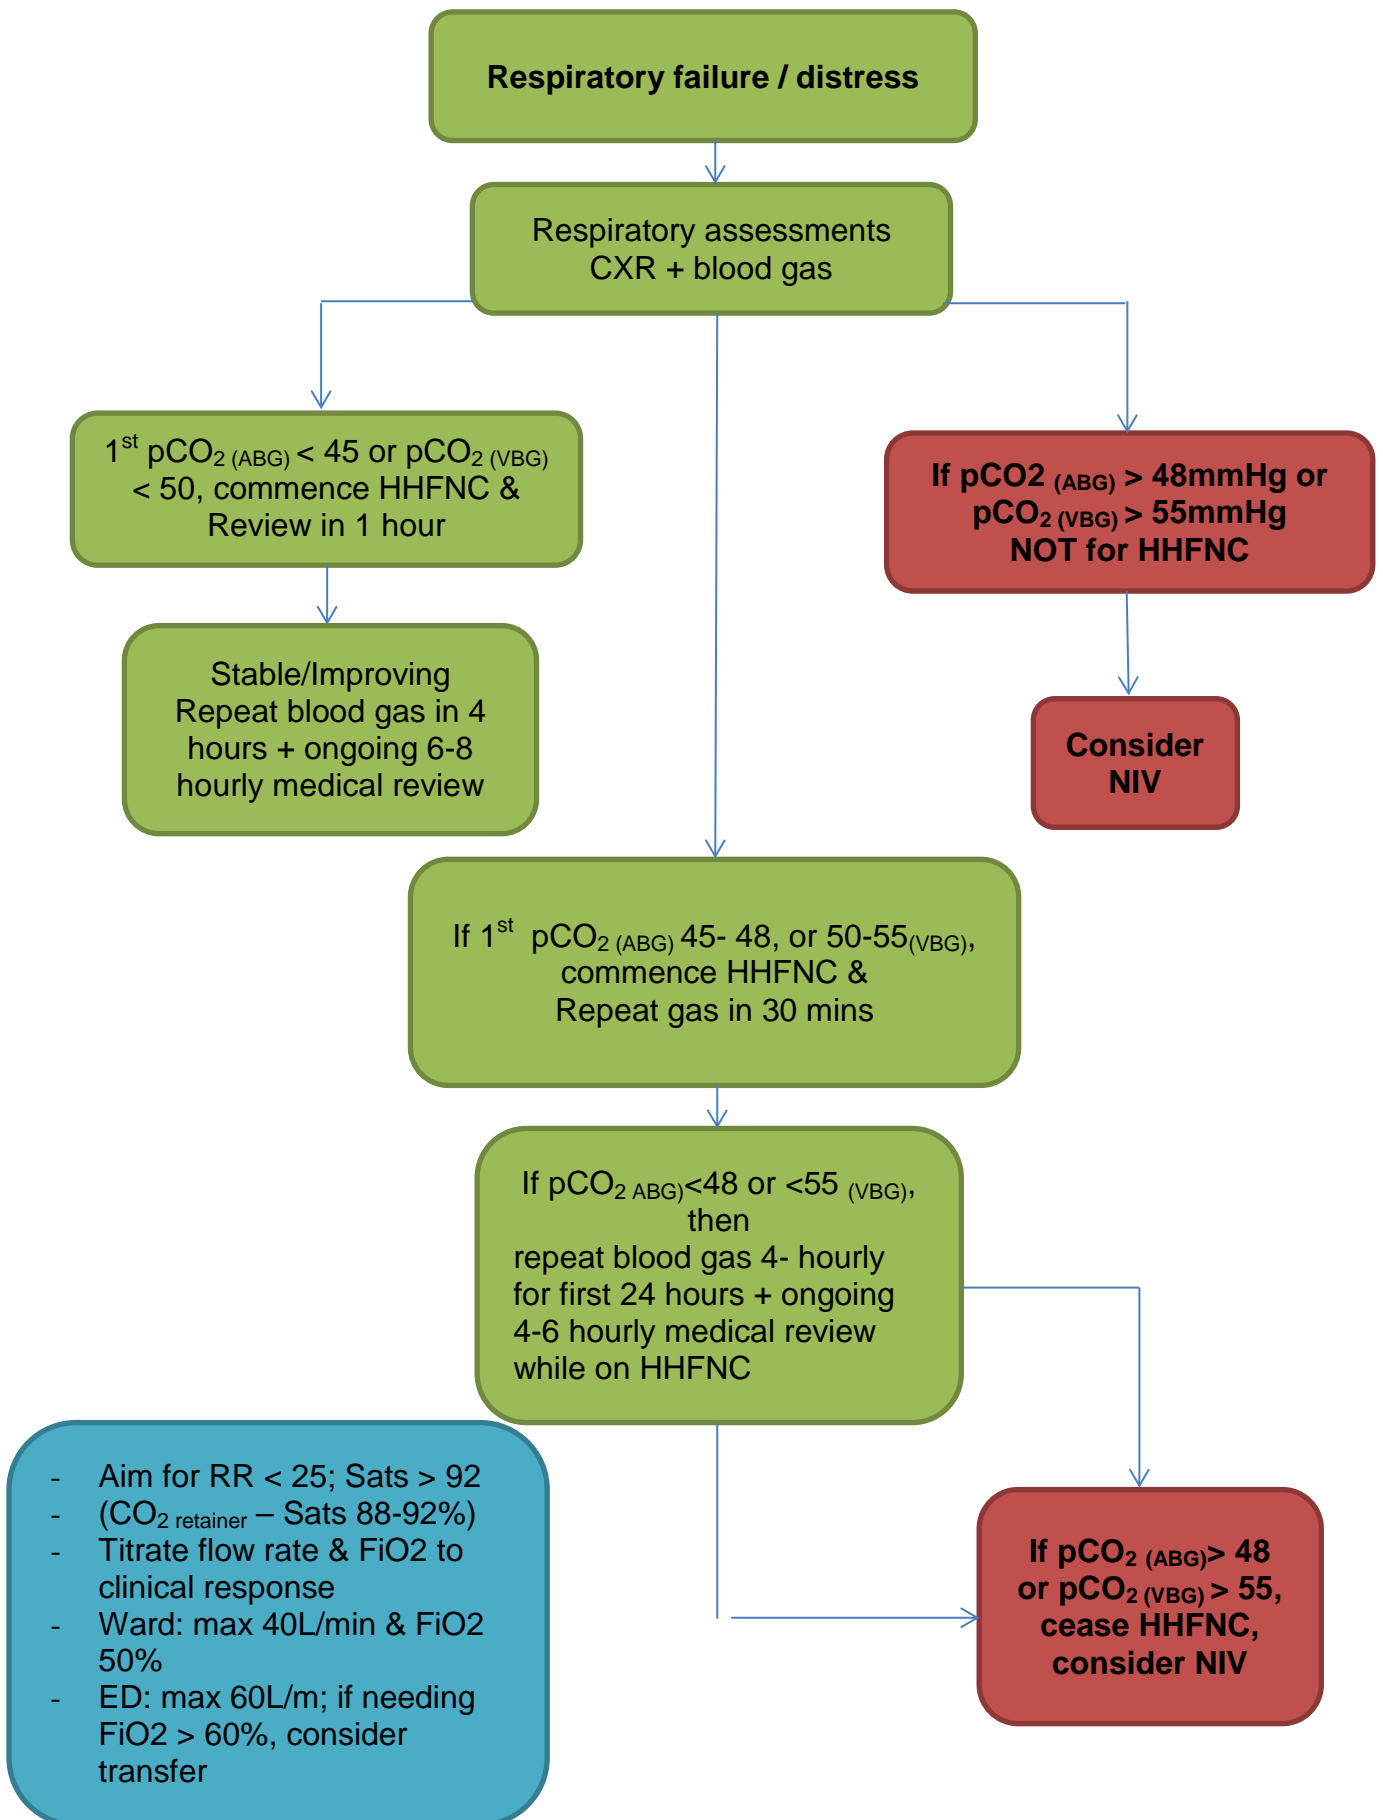 Respiratory failure / distress
Respiratory assessments
CXR + blood gas
1st pCO2 (ABG) < 45 or pCO2 (VBG)
< 50, commence HHFNC &
Review in 1 hour
If pCO2 (ABG) > 48mmHg or
pCO2 (VBG) > 55mmHg
NOT for HHFNC
Stable/Improving
Repeat blood gas in 4
hours + ongoing 6-8
hourly medical review
Consider
NIV
If 1st pCO2 (ABG) 45- 48, or 50-55(VBG),
commence HHFNC &
Repeat gas in 30 mins
If pCO2 ABG)<48 or <55 (VBG),
then
repeat blood gas 4- hourly
for first 24 hours + ongoing
4-6 hourly medical review
while on HHFNC
- Aim for RR < 25; Sats > 92
- (CO2 retainer – Sats 88-92%)
- Titrate flow rate & FiO2 to
clinical response
- Ward: max 40L/min & FiO2
50%
- ED: max 60L/m; if needing
FiO2 > 60%, consider
transfer
If pCO2 (ABG)> 48
or pCO2 (VBG) > 55,
cease HHFNC,
consider NIV